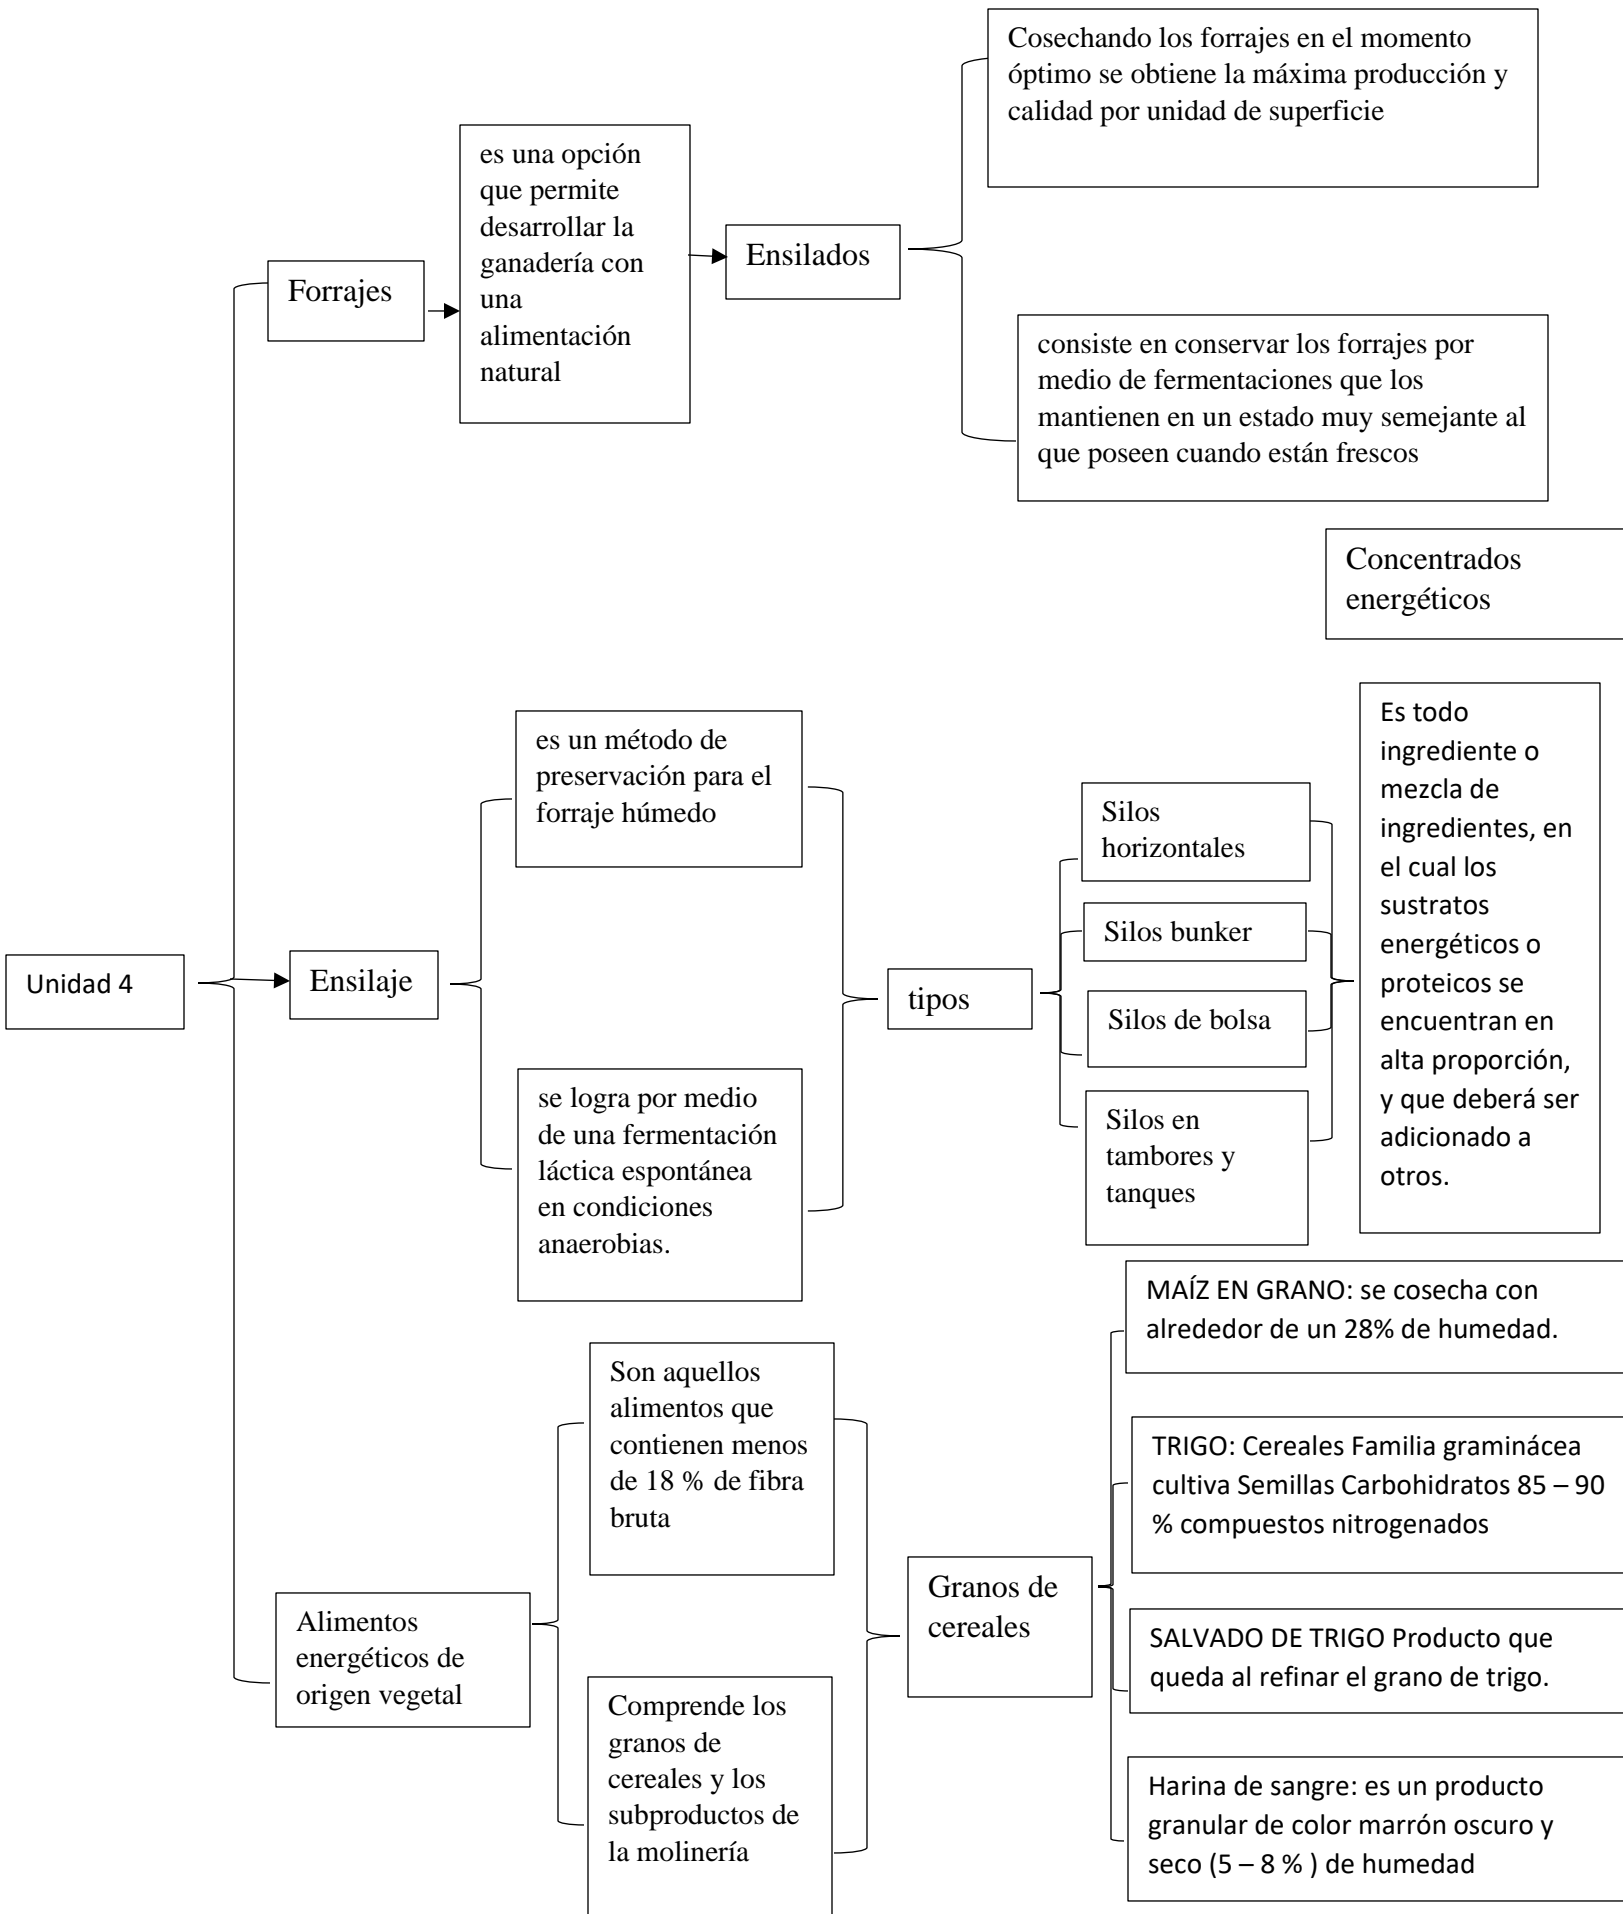 Cosechando los forrajes en el momento
óptimo se obtiene la máxima producción y
calidad por unidad de superficie
es una opción
que permite
desarrollar la
ganadería con
una
alimentación
natural
Ensilados
Forrajes
consiste en conservar los forrajes por
medio de fermentaciones que los
mantienen en un estado muy semejante al
que poseen cuando están frescos
Concentrados
energéticos
Es todo
ingrediente o
mezcla de
ingredientes, en
el cual los
sustratos
energéticos o
proteicos se
encuentran en
alta proporción,
y que deberá ser
adicionado a
otros.
es un método de
preservación para el
forraje húmedo
Silos
horizontales
Silos bunker
Silos de bolsa
Silos en
tambores y
tanques
Unidad 4
Ensilaje
tipos
se logra por medio
de una fermentación
láctica espontánea
en condiciones
anaerobias.
MAÍZ EN GRANO: se cosecha con
alrededor de un 28% de humedad.
Son aquellos
alimentos que
contienen menos
de 18 % de fibra
bruta
TRIGO: Cereales Familia graminácea
cultiva Semillas Carbohidratos 85 – 90
% compuestos nitrogenados
Granos de
cereales
Alimentos
energéticos de
origen vegetal
SALVADO DE TRIGO Producto que
queda al refinar el grano de trigo.
Comprende los
granos de
cereales y los
subproductos de
la molinería
Harina de sangre: es un producto
granular de color marrón oscuro y
seco (5 – 8 % ) de humedad